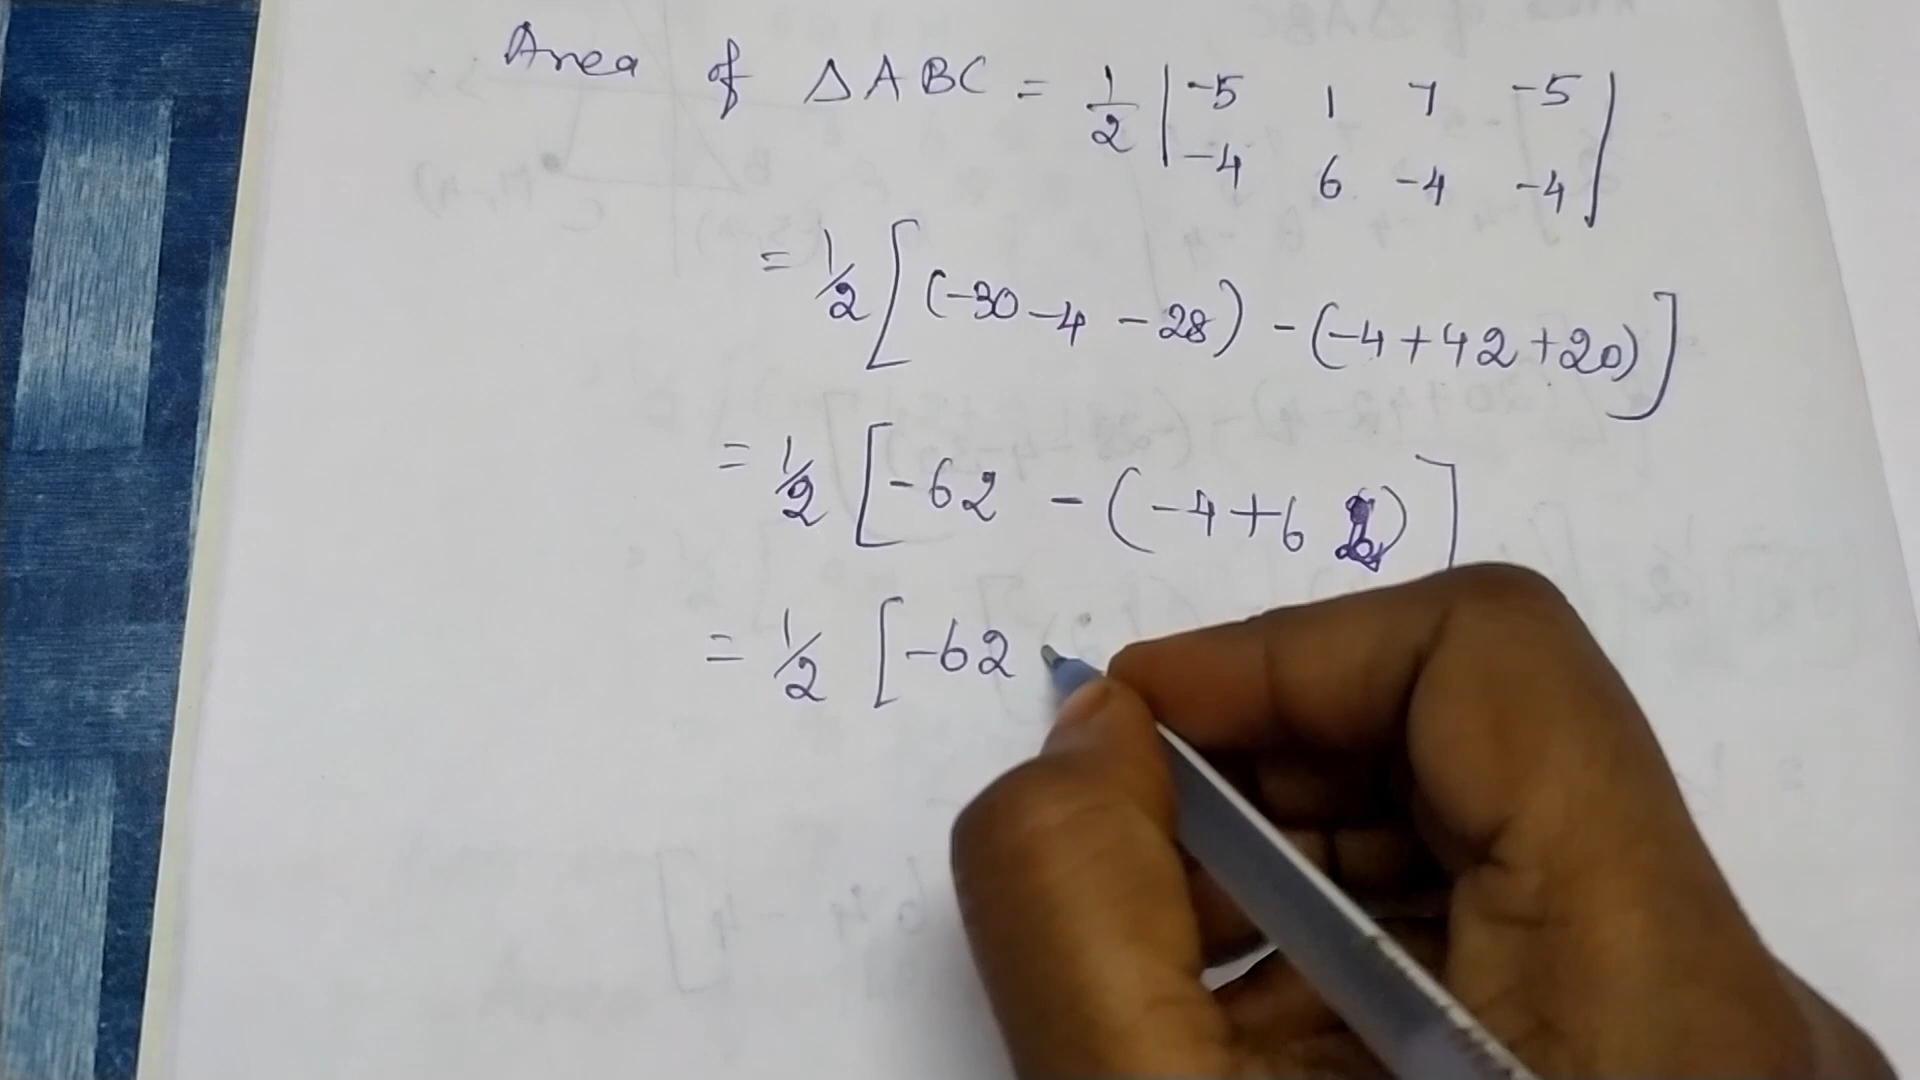 Area of ΔABC = 1/2 | -5 1 7 -5 |
| -4 6 -4 -4 |
= 1/2 [(-30 -4 -28) - (-4+42+20)]
= 1/2 [-62 - (-4+62)]
= 1/2 [-62